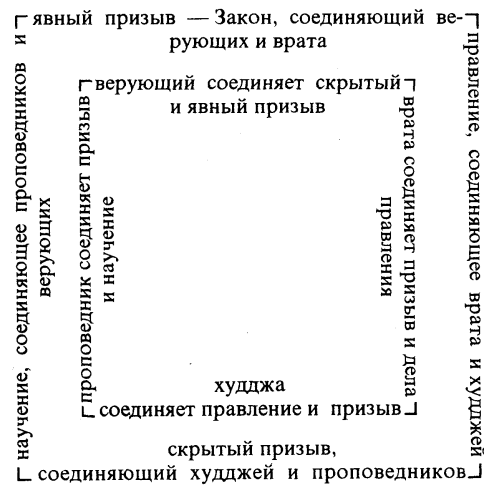 явный призыв — Закон, соединяющий ве-
рующих и врата
правление, соединяющее врата и худджей
скрытый призыв,
соединяющий худджей и проповедников
научение, соединяющее проповедников и
верующих
верующий соединяет скрытый
и явный призыв
врата соединяет призыв и дела
правления
худджа
соединяет правление и призыв
проповедник соединяет призыв
и научение